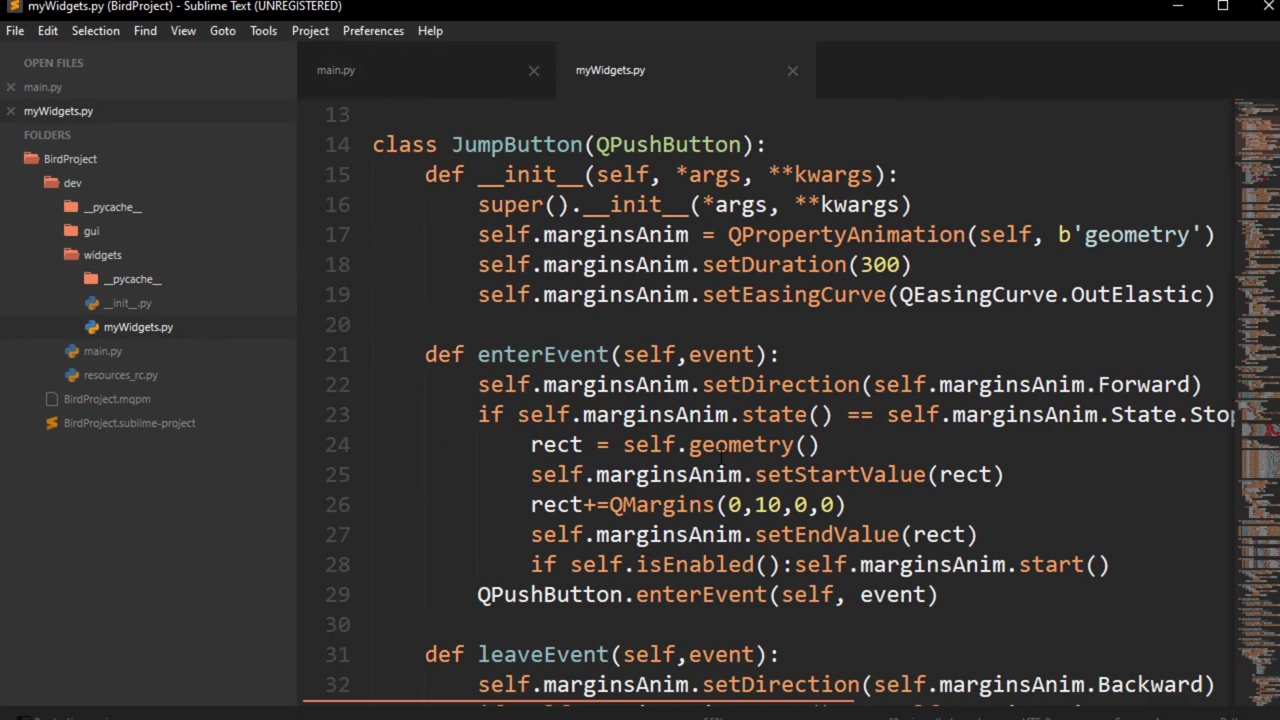 myWidgets.py (BirdProject) - Sublime Text (UNREGISTERED)
File Edit Selection Find View Goto Tools Project Preferences Help
OPEN FILES
main.py
myWidgets.py
FOLDERS
BirdProject
dev
__pycache__
gui
widgets
__pycache__
__init__.py
myWidgets.py
main.py
resources_rc.py
BirdProject.mqpm
BirdProject.sublime-project
main.py
myWidgets.py
13
14 class JumpButton(QPushButton):
15 def __init__(self, *args, **kwargs):
16 super().__init__(*args, **kwargs)
17 self.marginsAnim = QPropertyAnimation(self, b'geometry')
18 self.marginsAnim.setDuration(300)
19 self.marginsAnim.setEasingCurve(QEasingCurve.OutElastic)
20
21 def enterEvent(self,event):
22 self.marginsAnim.setDirection(self.marginsAnim.Forward)
23 if self.marginsAnim.state() == self.marginsAnim.State.Stop
24 rect = self.geometry()
25 self.marginsAnim.setStartValue(rect)
26 rect+=QMargins(0,10,0,0)
27 self.marginsAnim.setEndValue(rect)
28 if self.isEnabled():self.marginsAnim.start()
29 QPushButton.enterEvent(self, event)
30
31 def leaveEvent(self,event):
32 self.marginsAnim.setDirection(self.marginsAnim.Backward)